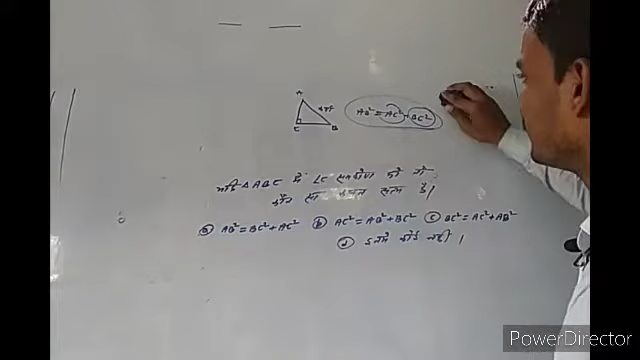 A
कर्ण
C B
AB² = AC² + BC²
यदि △ABC में ∠C समकोण हो तो
कौन सा कथन सत्य है।
(a) AB² = BC² + AC² (b) AC² = AB² + BC² (c) BC² = AC² + AB²
(d) इनमें कोई नहीं।
PowerDirector